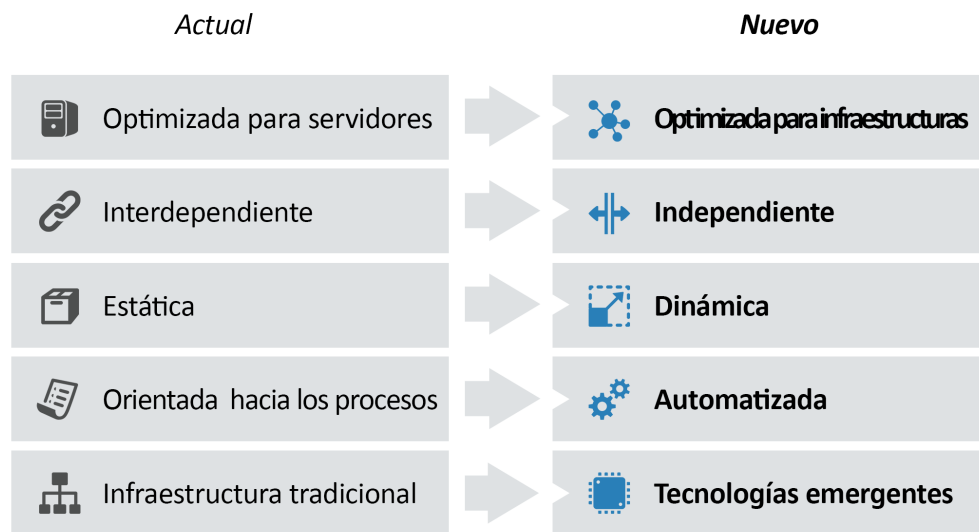 Actual
Nuevo
Optimizada para servidores
Optimizada para infraestructuras
Interdependiente
Independiente
Estática
Dinámica
Orientada hacia los procesos
Automatizada
Infraestructura tradicional
Tecnologías emergentes